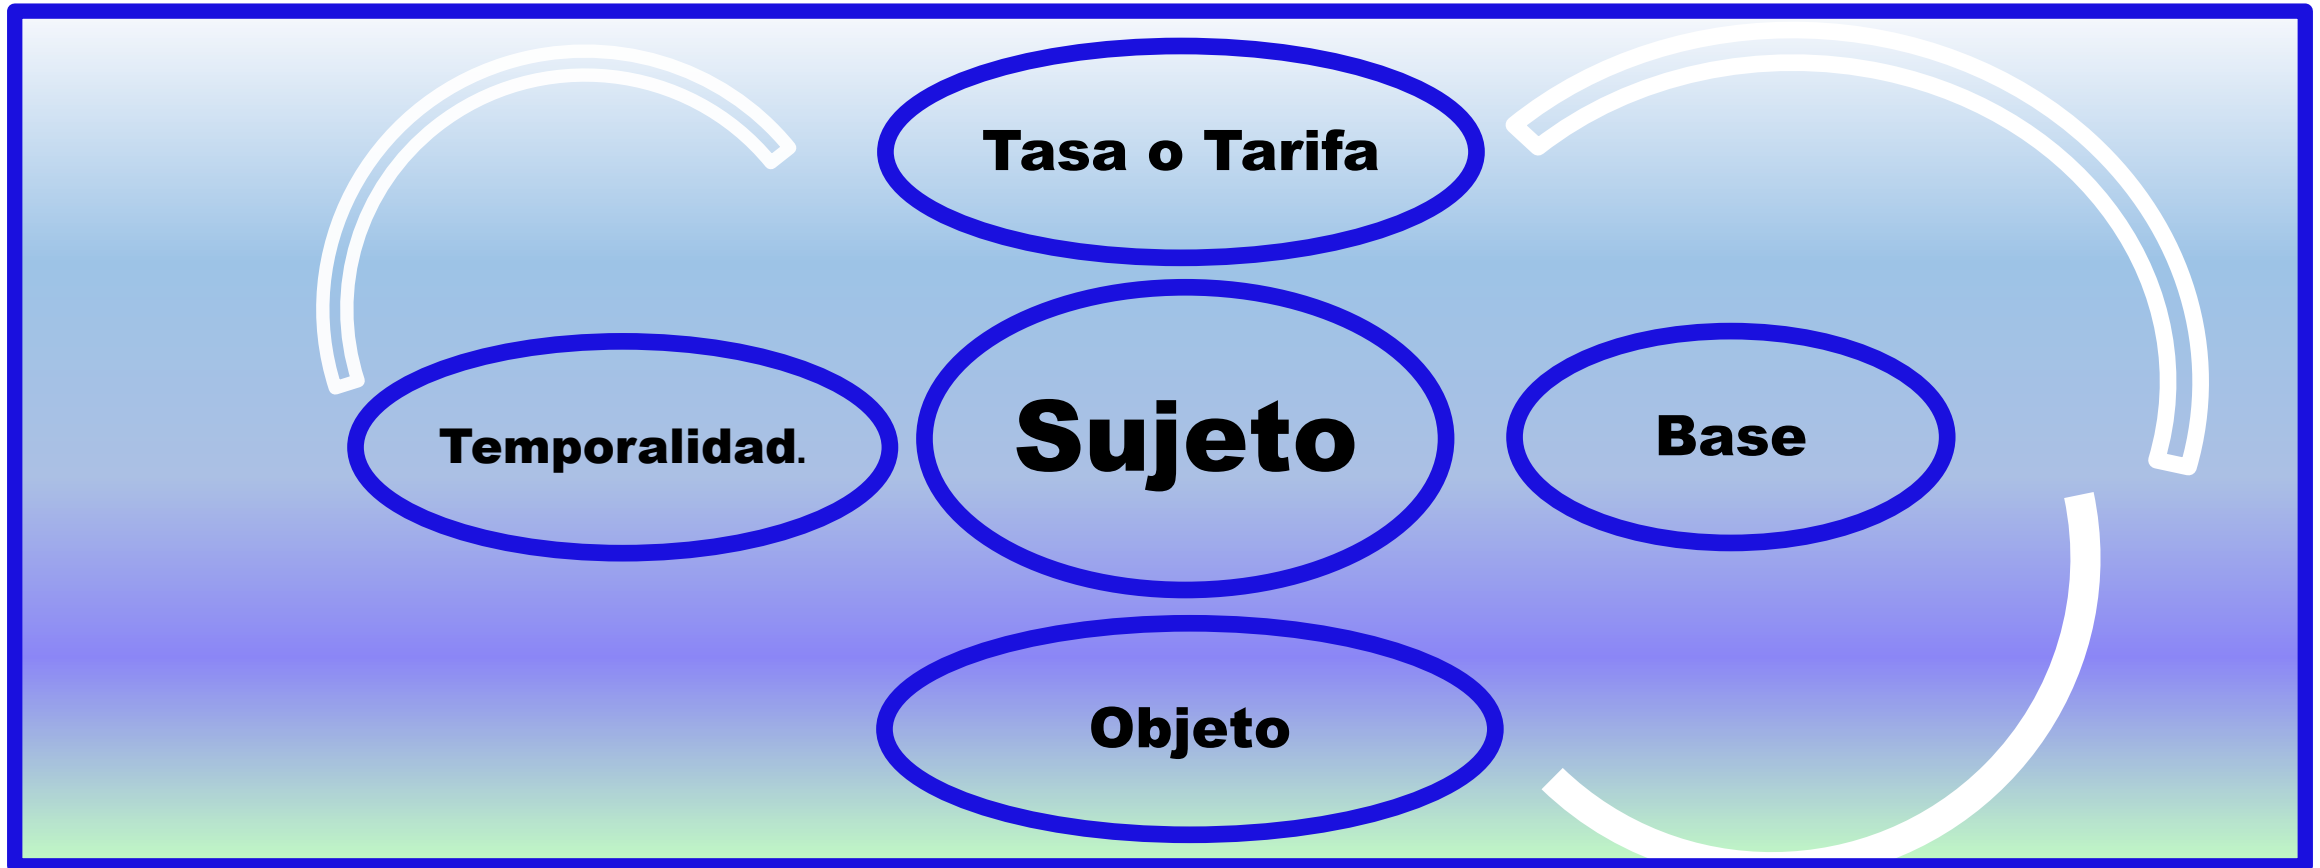 Tasa o Tarifa
Temporalidad.
Sujeto
Base
Objeto